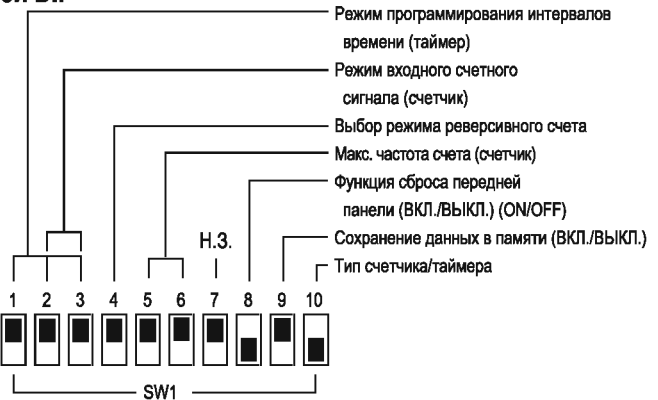 Режим программирования интервалов
времени (таймер)
Режим входного счетного
сигнала (счетчик)
Выбор режима реверсивного счета
Макс. частота счета (счетчик)
Функция сброса передней
панели (ВКЛ./ВЫКЛ.) (ON/OFF)
Н.З.
Сохранение данных в памяти (ВКЛ./ВЫКЛ.)
Тип счетчика/таймера
1 2 3 4 5 6 7 8 9 10
SW1